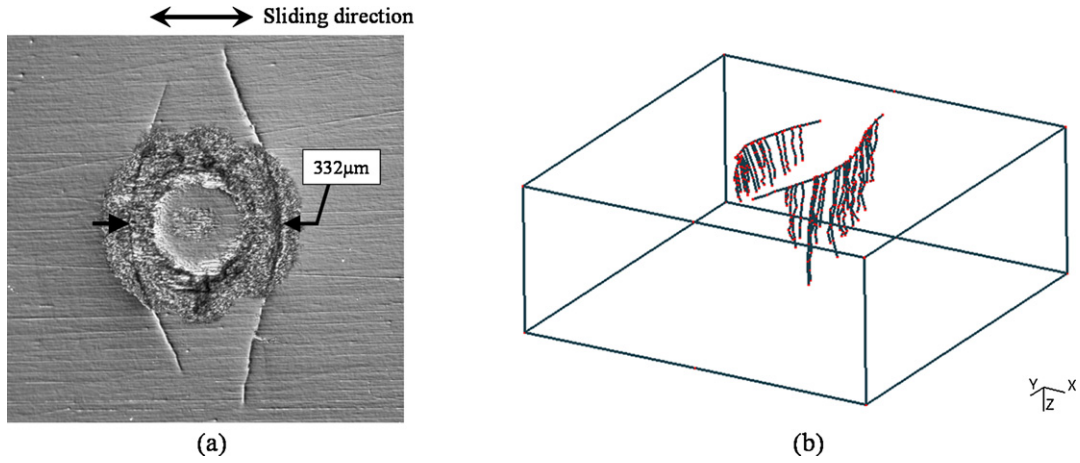 Sliding direction
332μm
Y
X
Z
(a)
(b)